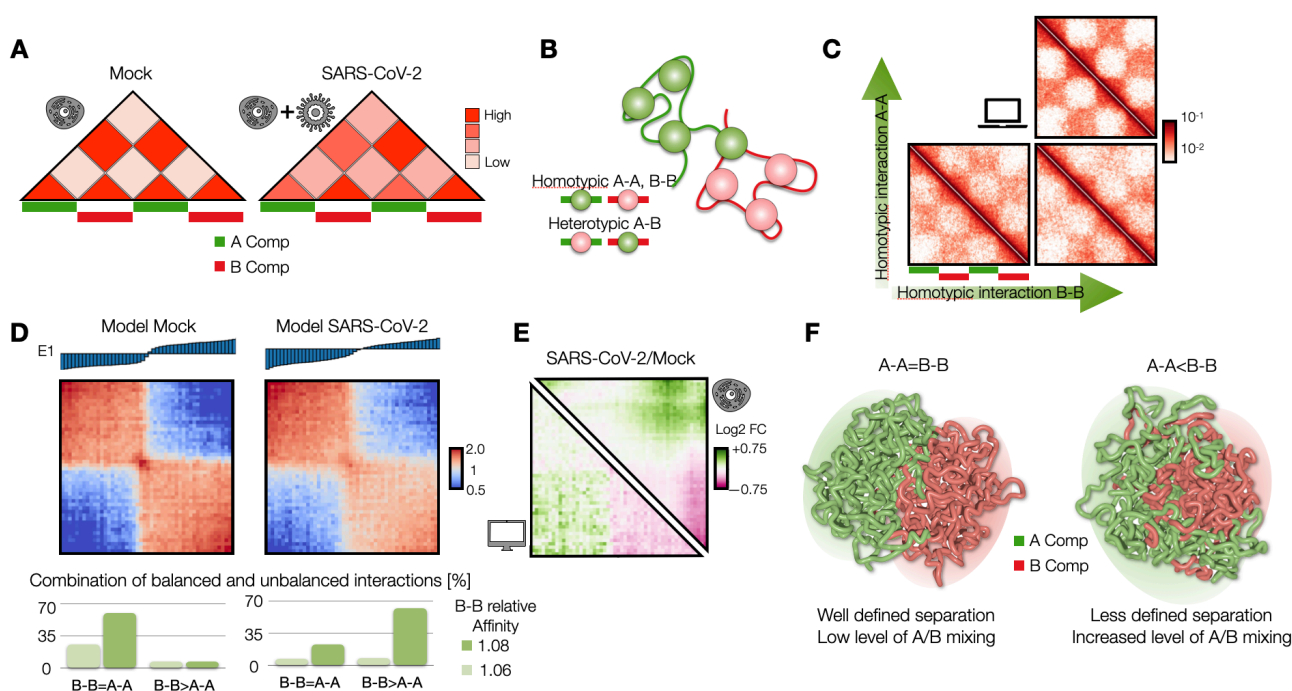 A
Mock
SARS-CoV-2
High
Low
A Comp
B Comp
B
Homotypic A-A, B-B
Heterotypic A-B
C
Homotypic interaction A-A
Homotypic interaction B-B
10⁻¹
10⁻²
D
Model Mock
Model SARS-CoV-2
E1
2.0
1
0.5
Combination of balanced and unbalanced interactions [%]
70
35
0
B-B=A-A
B-B>A-A
70
35
0
B-B=A-A
B-B>A-A
B-B relative
Affinity
1.08
1.06
E
SARS-CoV-2/Mock
Log2 FC
+0.75
−0.75
F
A-A=B-B
A-A<B-B
A Comp
B Comp
Well defined separation
Low level of A/B mixing
Less defined separation
Increased level of A/B mixing